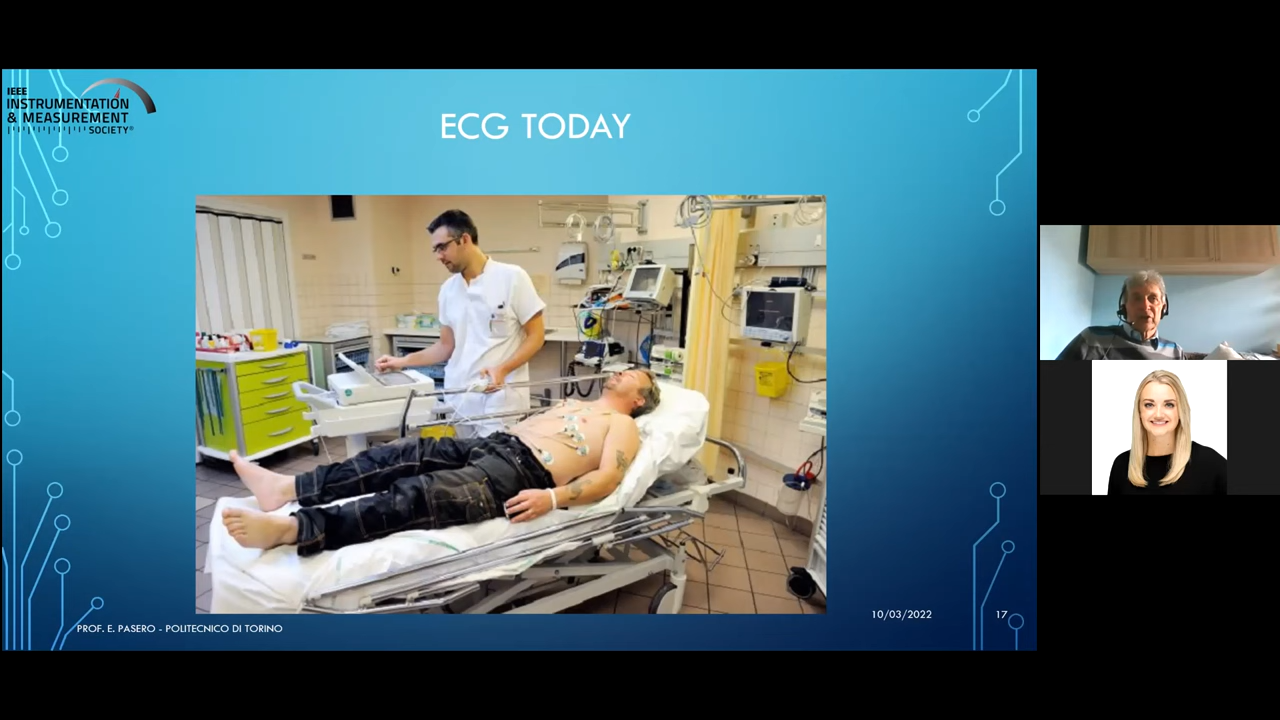 IEEE
INSTRUMENTATION
& MEASUREMENT
SOCIETY®
ECG TODAY
PROF. E. PASERO - POLITECNICO DI TORINO
10/03/2022
17